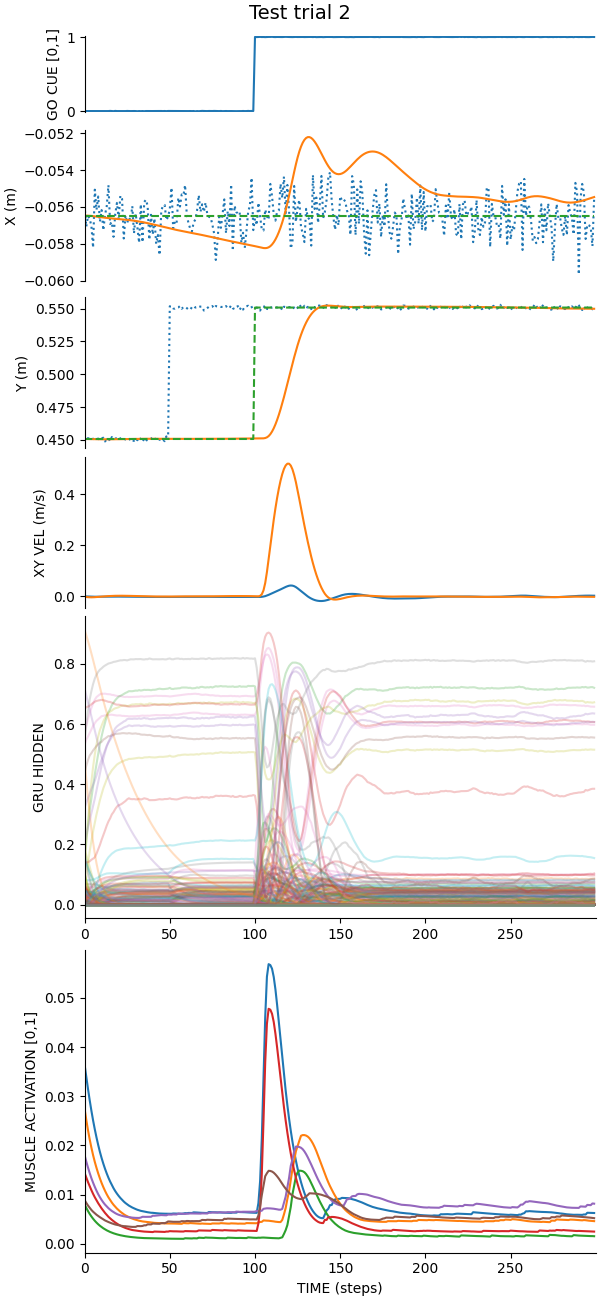 Test trial 2
GO CUE [0,1]
1
0
X (m)
−0.052
−0.054
−0.056
−0.058
−0.060
Y (m)
0.550
0.525
0.500
0.475
0.450
XY VEL (m/s)
0.4
0.2
0.0
GRU HIDDEN
0.8
0.6
0.4
0.2
0.0
0 50 100 150 200 250
MUSCLE ACTIVATION [0,1]
0.05
0.04
0.03
0.02
0.01
0.00
0 50 100 150 200 250
TIME (steps)